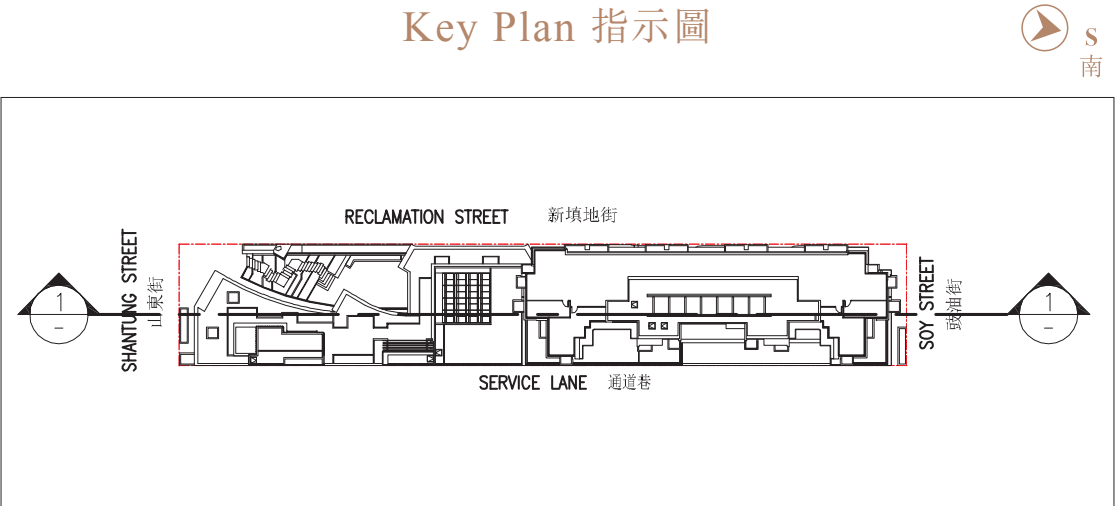 Key Plan 指示圖
S
南
RECLAMATION STREET 新填地街
SHANTUNG STREET
山東街
1
–
SOY STREET
豉油街
1
–
SERVICE LANE 通道巷